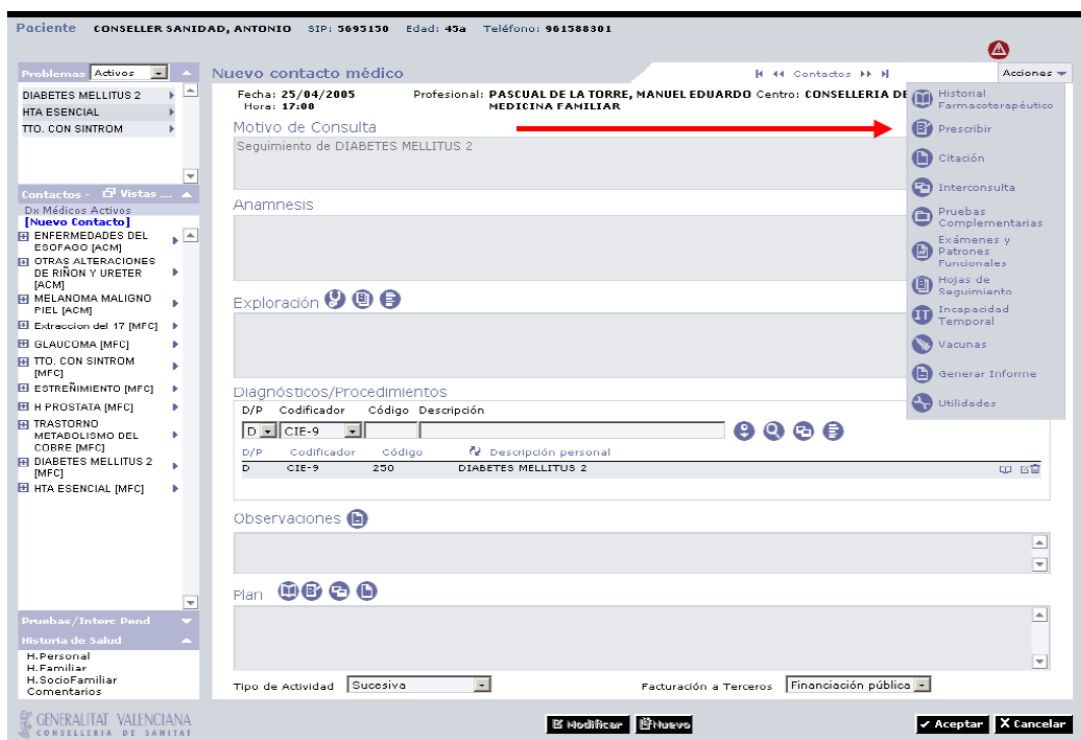 Paciente CONSELLER SANIDAD, ANTONIO SIP: 5695150 Edad: 45a Teléfono: 961588301
Problemas Activos
DIABETES MELLITUS 2
HTA ESENCIAL
TTO. CON SINTROM
Contactos - Vistas ...
Dx Médicos Activos
[Nuevo Contacto]
ENFERMEDADES DEL
ESOFAGO [ACM]
OTRAS ALTERACIONES
DE RIÑON Y URETER
[ACM]
MELANOMA MALIGNO
PIEL [ACM]
Extraccion del 17 [MFC]
GLAUCOMA [MFC]
TTO. CON SINTROM
[MFC]
ESTREÑIMIENTO [MFC]
H PROSTATA [MFC]
TRASTORNO
METABOLISMO DEL
COBRE [MFC]
DIABETES MELLITUS 2
[MFC]
HTA ESENCIAL [MFC]
Pruebas/Interc Pend
Historia de Salud
H.Personal
H.Familiar
H.SocioFamiliar
Comentarios
Nuevo contacto médico
Contactos
Acciones
Fecha: 25/04/2005 Profesional: PASCUAL DE LA TORRE, MANUEL EDUARDO Centro: CONSELLERIA DE
Hora: 17:08 MEDICINA FAMILIAR
Motivo de Consulta
Seguimiento de DIABETES MELLITUS 2
Anamnesis
Exploración
Diagnósticos/Procedimientos
D/P Codificador Código Descripción
D CIE-9
D/P Codificador Código Descripción personal
D CIE-9 250 DIABETES MELLITUS 2
Observaciones
Plan
Tipo de Actividad Sucesiva Facturación a Terceros Financiación pública
Historial
Farmacoterapéutico
Prescribir
Citación
Interconsulta
Pruebas
Complementarias
Exámenes y
Patrones
Funcionales
Hojas de
Seguimiento
IT Incapacidad
Temporal
Vacunas
Generar Informe
Utilidades
GENERALITAT VALENCIANA
CONSELLERIA DE SANITAT
Modificar Nuevo Aceptar X Cancelar